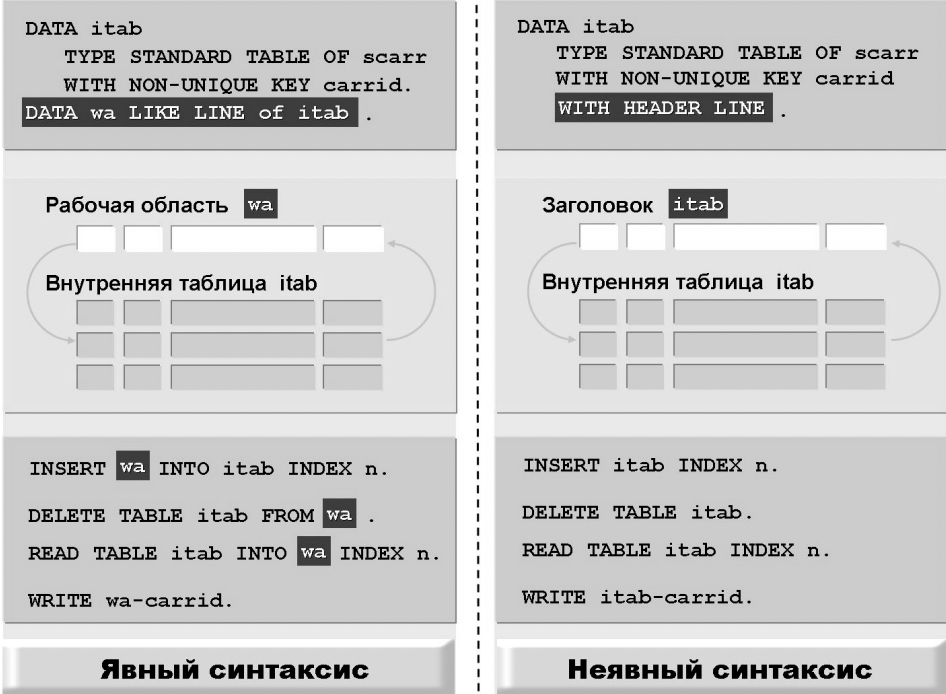 DATA itab
TYPE STANDARD TABLE OF scarr
WITH NON-UNIQUE KEY carrid.
DATA wa LIKE LINE of itab .
Рабочая область wa
Внутренняя таблица itab
INSERT wa INTO itab INDEX n.
DELETE TABLE itab FROM wa .
READ TABLE itab INTO wa INDEX n.
WRITE wa-carrid.
Явный синтаксис
DATA itab
TYPE STANDARD TABLE OF scarr
WITH NON-UNIQUE KEY carrid
WITH HEADER LINE .
Заголовок itab
Внутренняя таблица itab
INSERT itab INDEX n.
DELETE TABLE itab.
READ TABLE itab INDEX n.
WRITE itab-carrid.
Неявный синтаксис